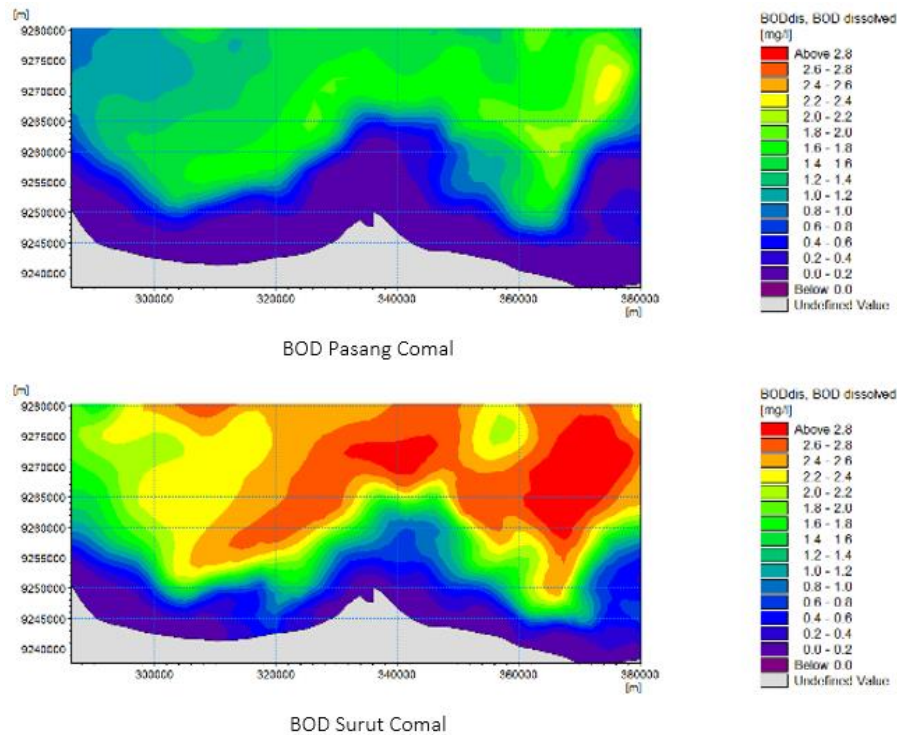 [m]
9280000
9275000
9270000
9265000
9260000
9255000
9250000
9245000
9240000
300000 320000 340000 360000 380000
[m]
BODdis, BOD dissolved
[mg/l]
Above 2.8
2.6 - 2.8
2.4 - 2.6
2.2 - 2.4
2.0 - 2.2
1.8 - 2.0
1.6 - 1.8
1.4 - 1.6
1.2 - 1.4
1.0 - 1.2
0.8 - 1.0
0.6 - 0.8
0.4 - 0.6
0.2 - 0.4
0.0 - 0.2
Below 0.0
Undefined Value
BOD Pasang Comal
[m]
9280000
9275000
9270000
9265000
9260000
9255000
9250000
9245000
9240000
300000 320000 340000 360000 380000
[m]
BODdis, BOD dissolved
[mg/l]
Above 2.8
2.6 - 2.8
2.4 - 2.6
2.2 - 2.4
2.0 - 2.2
1.8 - 2.0
1.6 - 1.8
1.4 - 1.6
1.2 - 1.4
1.0 - 1.2
0.8 - 1.0
0.6 - 0.8
0.4 - 0.6
0.2 - 0.4
0.0 - 0.2
Below 0.0
Undefined Value
BOD Surut Comal